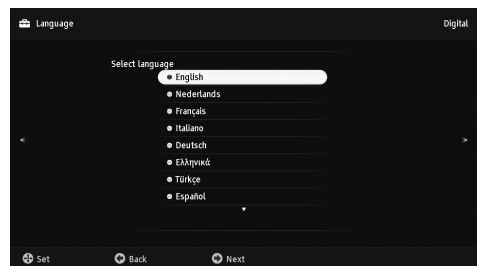 Language Digital
Select language
English
Nederlands
Français
Italiano
Deutsch
Ελληνικά
Türkçe
Español
Set Back Next